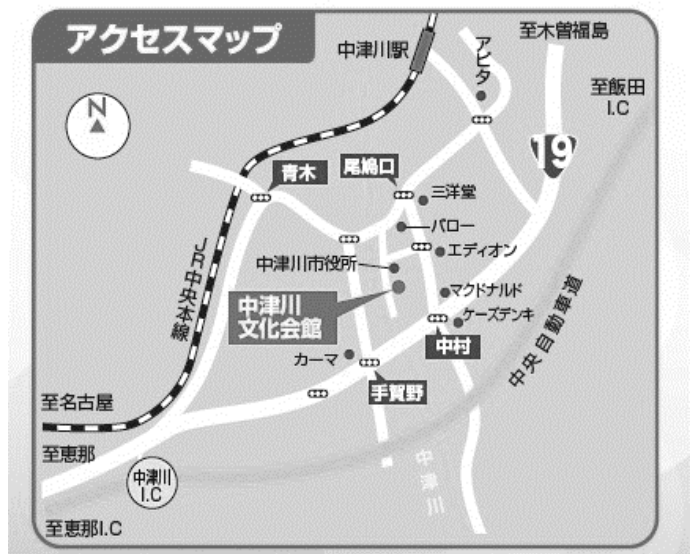 アクセスマップ
中津川駅
アピタ
至木曽福島
至飯田
I.C
N
19
青木
尾鳩口
三洋堂
バロー
エディオン
中津川市役所
マクドナルド
中津川
文化会館
ケーズデンキ
中村
カーマ
手賀野
JR中央本線
中央自動車道
至名古屋
至恵那
中津川
I.C
中津川
至恵那I.C